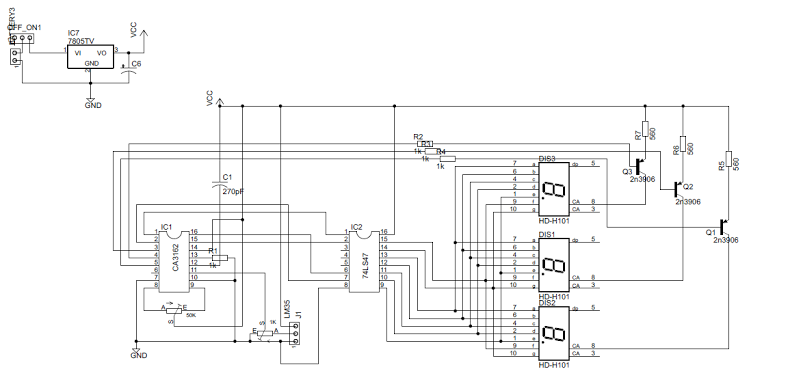 OFF_ON1
IC7
7805TV
VI VO
GND
1 3
2
VCC
C6
GND
VCC
R2
R3
R4
1k
1k
1k
C1
270pF
R7
560
R6
560
R5
560
Q3
2n3906
Q2
2n3906
Q1
2n3906
DIS3
7 a dp 5
6 b
4 c
2 d
1 e
9 f CA 8
10 g CA 3
HD-H101
DIS1
7 a dp 5
6 b
4 c
2 d
1 e
9 f CA 8
10 g CA 3
HD-H101
DIS2
7 a dp 5
6 b
4 c
2 d
1 e
9 f CA 8
10 g CA 3
HD-H101
IC1
CA3162
1 16
2 15
3 14
4 13
5 12
6 11
7 10
8 9
R1
IC2
74LS47
1 16
2 15
3 14
4 13
5 12
6 11
7 10
8 9
A E
S
50K
S 1K
E A
LM35
J1
1
GND